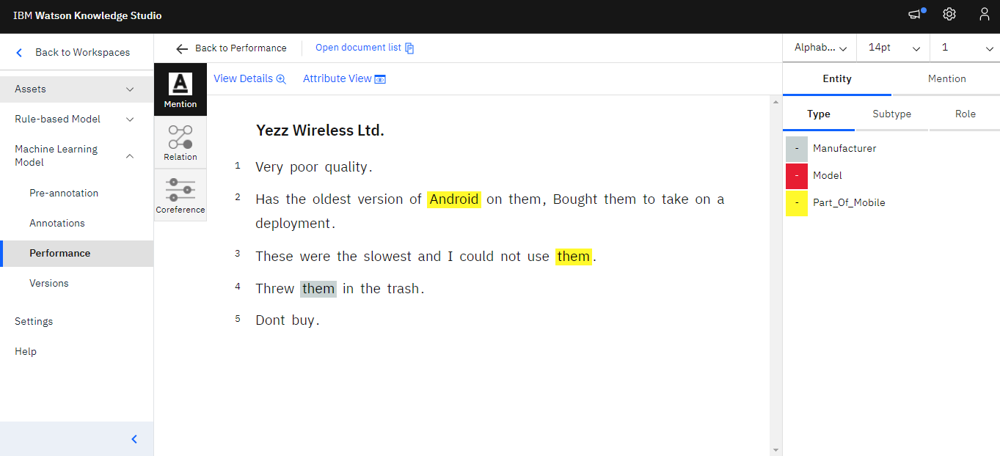 IBM Watson Knowledge Studio
Back to Workspaces
Assets
Rule-based Model
Machine Learning
Model
Pre-annotation
Annotations
Performance
Versions
Settings
Help
Back to Performance
Open document list
View Details
Attribute View
Mention
Relation
Coreference
Yezz Wireless Ltd.
1 Very poor quality.
2 Has the oldest version of Android on them, Bought them to take on a
deployment.
3 These were the slowest and I could not use them.
4 Threw them in the trash.
5 Dont buy.
Alphab... 14pt 1
Entity Mention
Type Subtype Role
- Manufacturer
- Model
- Part_Of_Mobile